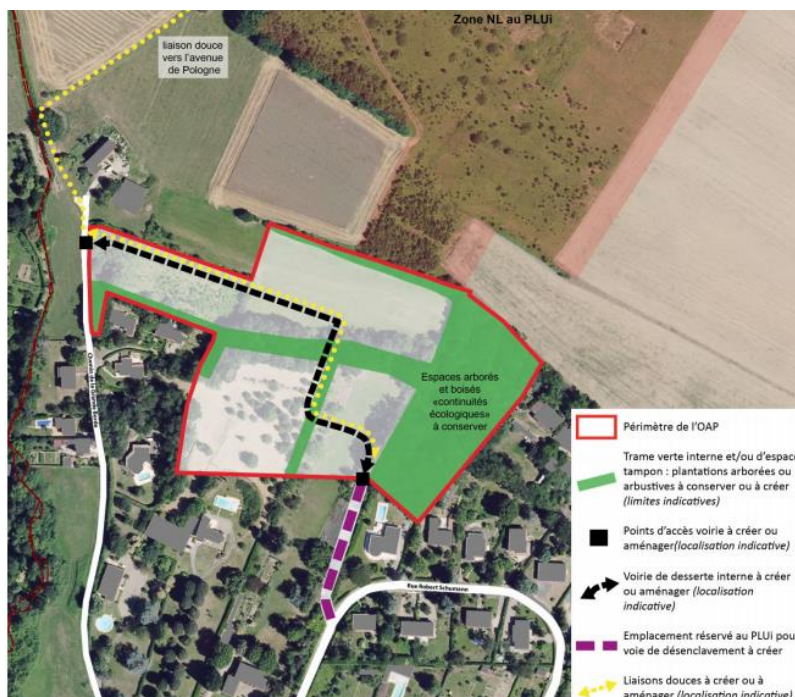 Zone NL au PLUi
liaison douce
vers l'avenue
de Pologne
Espaces arborés
et boisés
«continuités
écologiques»
à conserver
Rue Robert Schumann
Périmètre de l'OAP
Trame verte interne et/ou d'espace
tampon : plantations arborées ou
arbustives à conserver ou à créer
(limites indicatives)
Points d'accès voirie à créer ou
aménager(localisation indicative)
Voirie de desserte interne à créer
ou aménager (localisation
indicative)
Emplacement réservé au PLUi pou
voie de désenclavement à créer
Liaisons douces à créer ou à
aménager (localisation indicative)